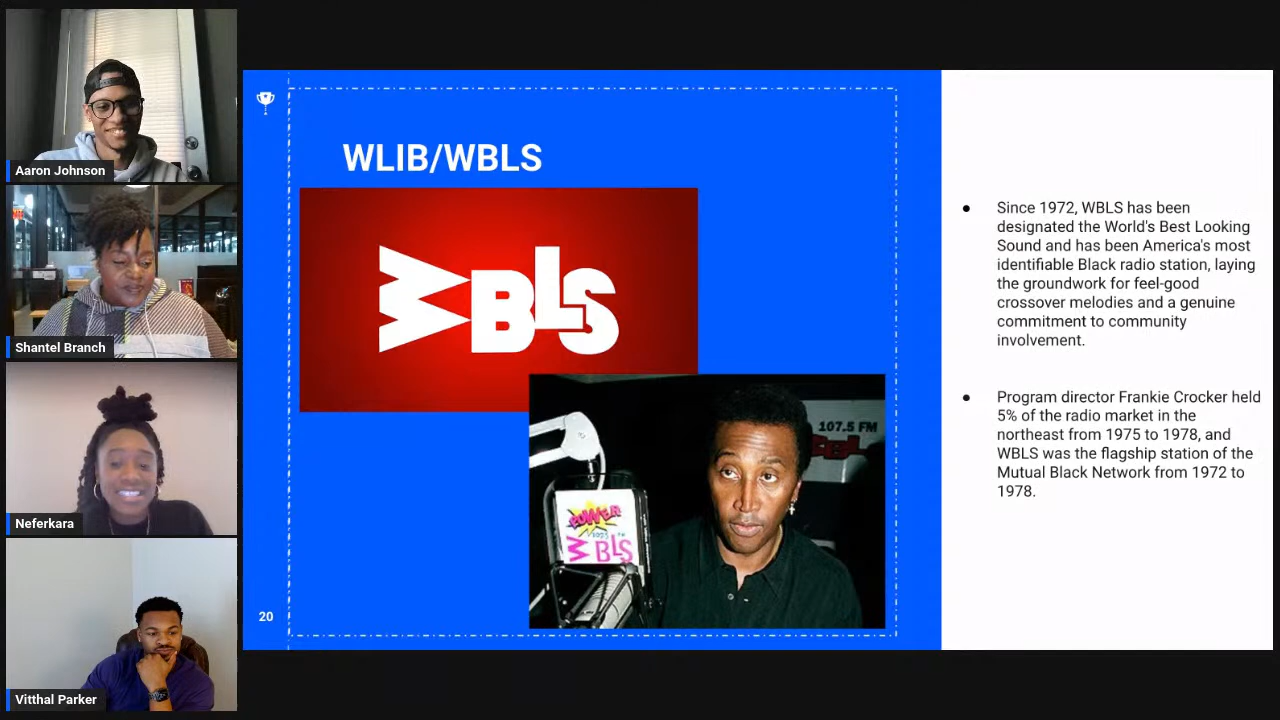 Aaron Johnson
Shantel Branch
Neferkara
Vitthal Parker
WLIB/WBLS
WBLS
107.5 FM
POWER
107.5 FM
WBLS
20
Since 1972, WBLS has been
designated the World's Best Looking
Sound and has been America's most
identifiable Black radio station, laying
the groundwork for feel-good
crossover melodies and a genuine
commitment to community
involvement.
Program director Frankie Crocker held
5% of the radio market in the
northeast from 1975 to 1978, and
WBLS was the flagship station of the
Mutual Black Network from 1972 to
1978.